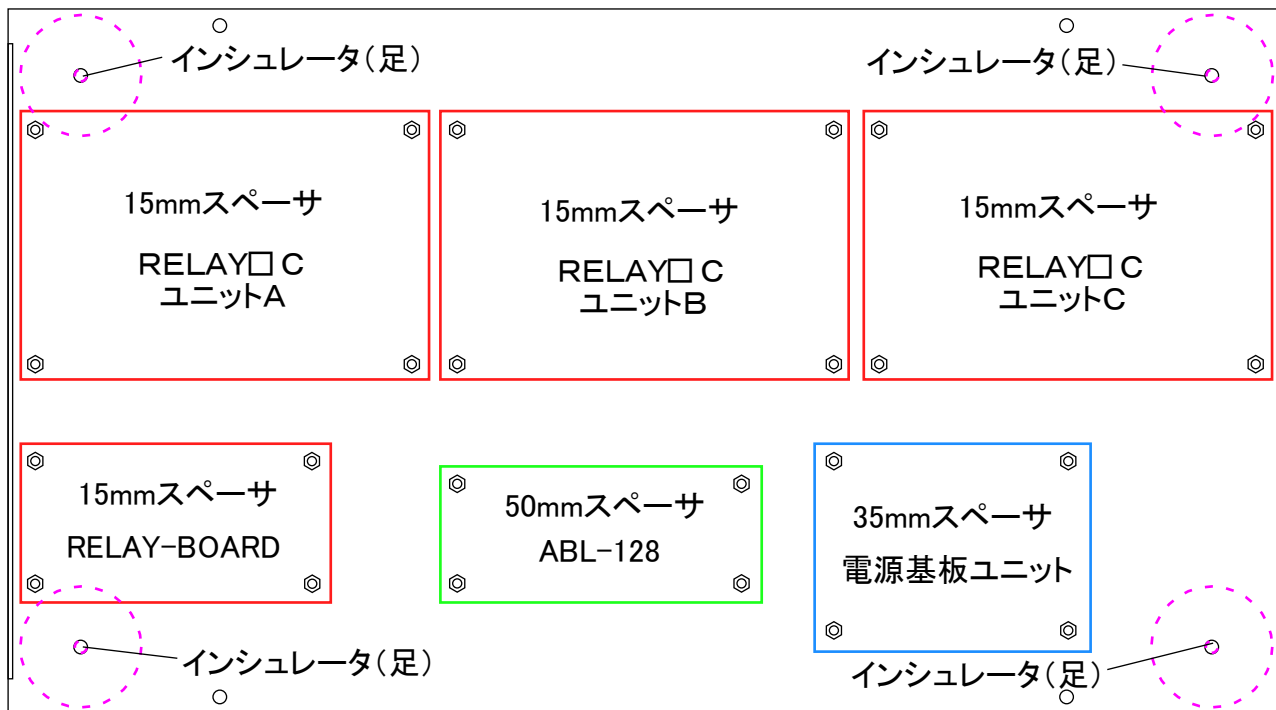 インシュレータ(足)
インシュレータ(足)
15mmスペーサ
RELAY□ C
ユニットA
15mmスペーサ
RELAY□ C
ユニットB
15mmスペーサ
RELAY□ C
ユニットC
15mmスペーサ
RELAY-BOARD
50mmスペーサ
ABL-128
35mmスペーサ
電源基板ユニット
インシュレータ(足)
インシュレータ(足)